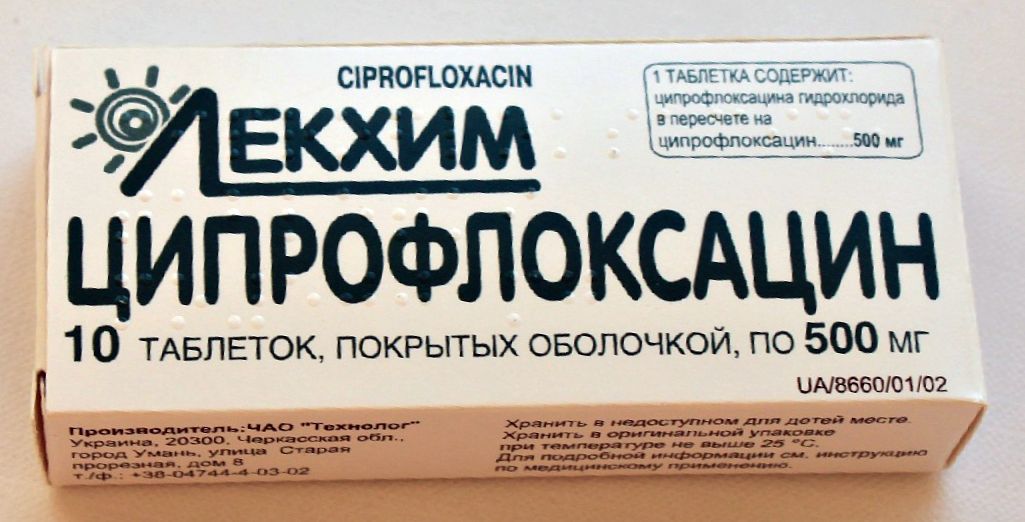 CIPROFLOXACIN
ЛЕКХИМ
1 ТАБЛЕТКА СОДЕРЖИТ:
ципрофлоксацина гидрохлорида
в пересчете на
ципрофлоксацин........500 мг
ЦИПРОФЛОКСАЦИН
10 ТАБЛЕТОК, ПОКРЫТЫХ ОБОЛОЧКОЙ, ПО 500 МГ
UA/8660/01/02
Производитель:ЧАО "Технолог"
Украина, 20300, Черкасская обл.,
город Умань, улица Старая
прорезная, дом 8
т./ф.: +38-04744-4-03-02
Хранить в недоступном для детей месте.
Хранить в оригинальной упаковке
при температуре не выше 25 °С.
Для подробной информации см. инструкцию
по медицинскому применению.